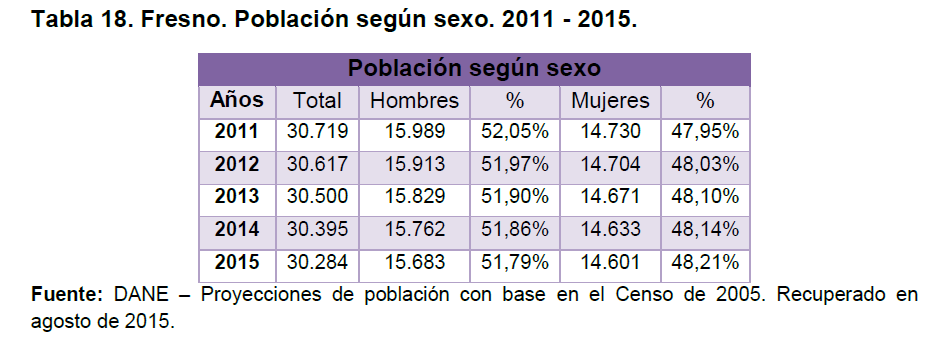 Tabla 18. Fresno. Población según sexo. 2011 - 2015.
Población según sexo
Años Total Hombres % Mujeres %
2011 30.719 15.989 52,05% 14.730 47,95%
2012 30.617 15.913 51,97% 14.704 48,03%
2013 30.500 15.829 51,90% 14.671 48,10%
2014 30.395 15.762 51,86% 14.633 48,14%
2015 30.284 15.683 51,79% 14.601 48,21%
Fuente: DANE – Proyecciones de población con base en el Censo de 2005. Recuperado en
agosto de 2015.